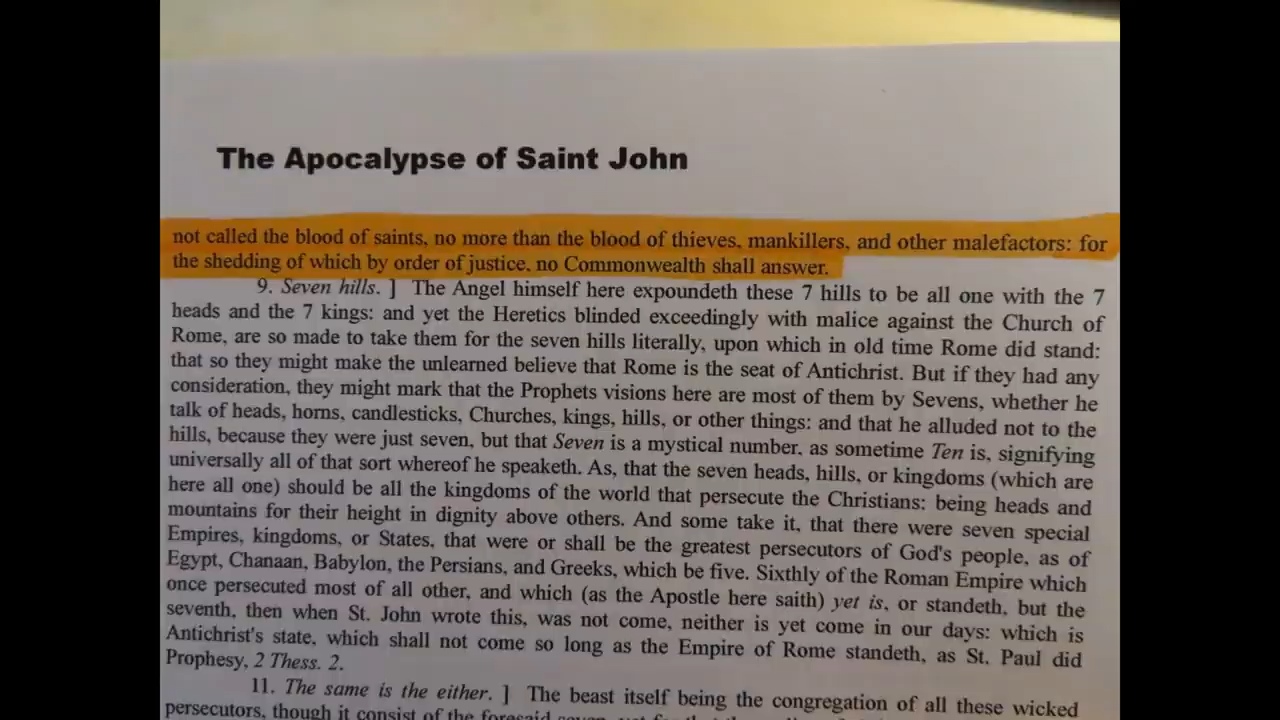 The Apocalypse of Saint John
not called the blood of saints, no more than the blood of thieves, mankillers, and other malefactors: for
the shedding of which by order of justice, no Commonwealth shall answer.
9. Seven hills. ] The Angel himself here expoundeth these 7 hills to be all one with the 7
heads and the 7 kings: and yet the Heretics blinded exceedingly with malice against the Church of
Rome, are so made to take them for the seven hills literally, upon which in old time Rome did stand:
that so they might make the unlearned believe that Rome is the seat of Antichrist. But if they had any
consideration, they might mark that the Prophets visions here are most of them by Sevens, whether he
talk of heads, horns, candlesticks, Churches, kings, hills, or other things: and that he alluded not to the
hills, because they were just seven, but that Seven is a mystical number, as sometime Ten is, signifying
universally all of that sort whereof he speaketh. As, that the seven heads, hills, or kingdoms (which are
here all one) should be all the kingdoms of the world that persecute the Christians: being heads and
mountains for their height in dignity above others. And some take it, that there were seven special
Empires, kingdoms, or States, that were or shall be the greatest persecutors of God's people, as of
Egypt, Chanaan, Babylon, the Persians, and Greeks, which be five. Sixthly of the Roman Empire which
once persecuted most of all other, and which (as the Apostle here saith) yet is, or standeth, but the
seventh, then when St. John wrote this, was not come, neither is yet come in our days: which is
Antichrist's state, which shall not come so long as the Empire of Rome standeth, as St. Paul did
Prophesy, 2 Thess. 2.
11. The same is the either. ] The beast itself being the congregation of all these wicked
persecutors, though it consist of the foresaid